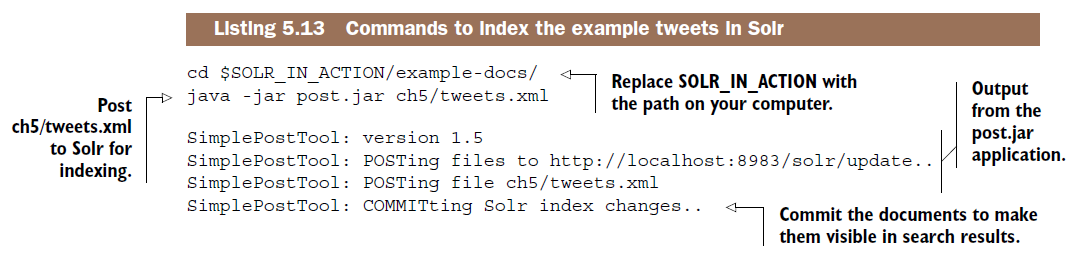 Listing 5.13 Commands to index the example tweets in Solr
cd $SOLR_IN_ACTION/example-docs/
java -jar post.jar ch5/tweets.xml
Replace SOLR_IN_ACTION with
the path on your computer.
Post
ch5/tweets.xml
to Solr for
indexing.
SimplePostTool: version 1.5
SimplePostTool: POSTing files to http://localhost:8983/solr/update..
SimplePostTool: POSTing file ch5/tweets.xml
SimplePostTool: COMMITting Solr index changes..
Output
from the
post.jar
application.
Commit the documents to make
them visible in search results.